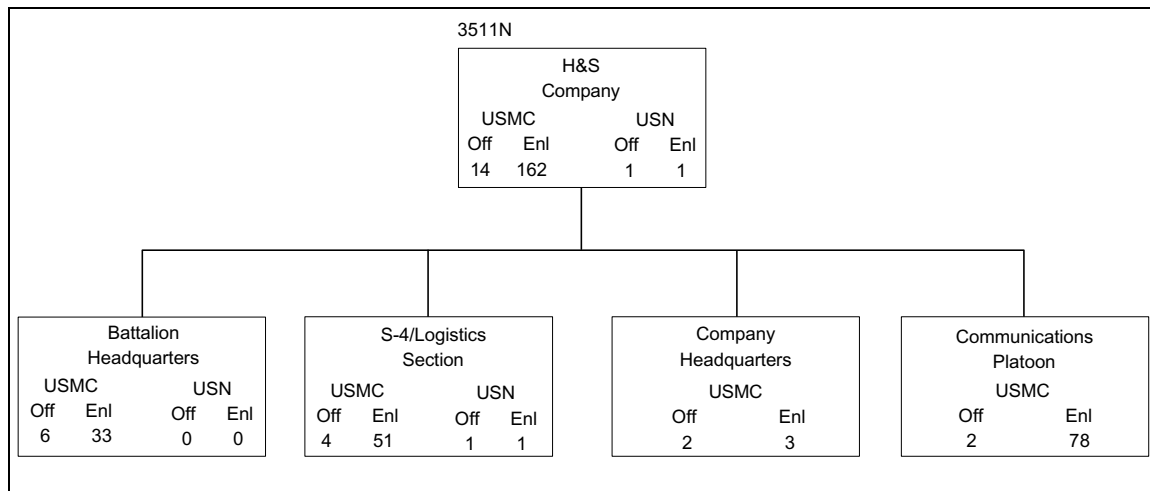 3511N
H&S
Company
USMC USN
Off Enl Off Enl
14 162 1 1
Battalion
Headquarters
USMC USN
Off Enl Off Enl
6 33 0 0
S-4/Logistics
Section
USMC USN
Off Enl Off Enl
4 51 1 1
Company
Headquarters
USMC
Off Enl
2 3
Communications
Platoon
USMC
Off Enl
2 78